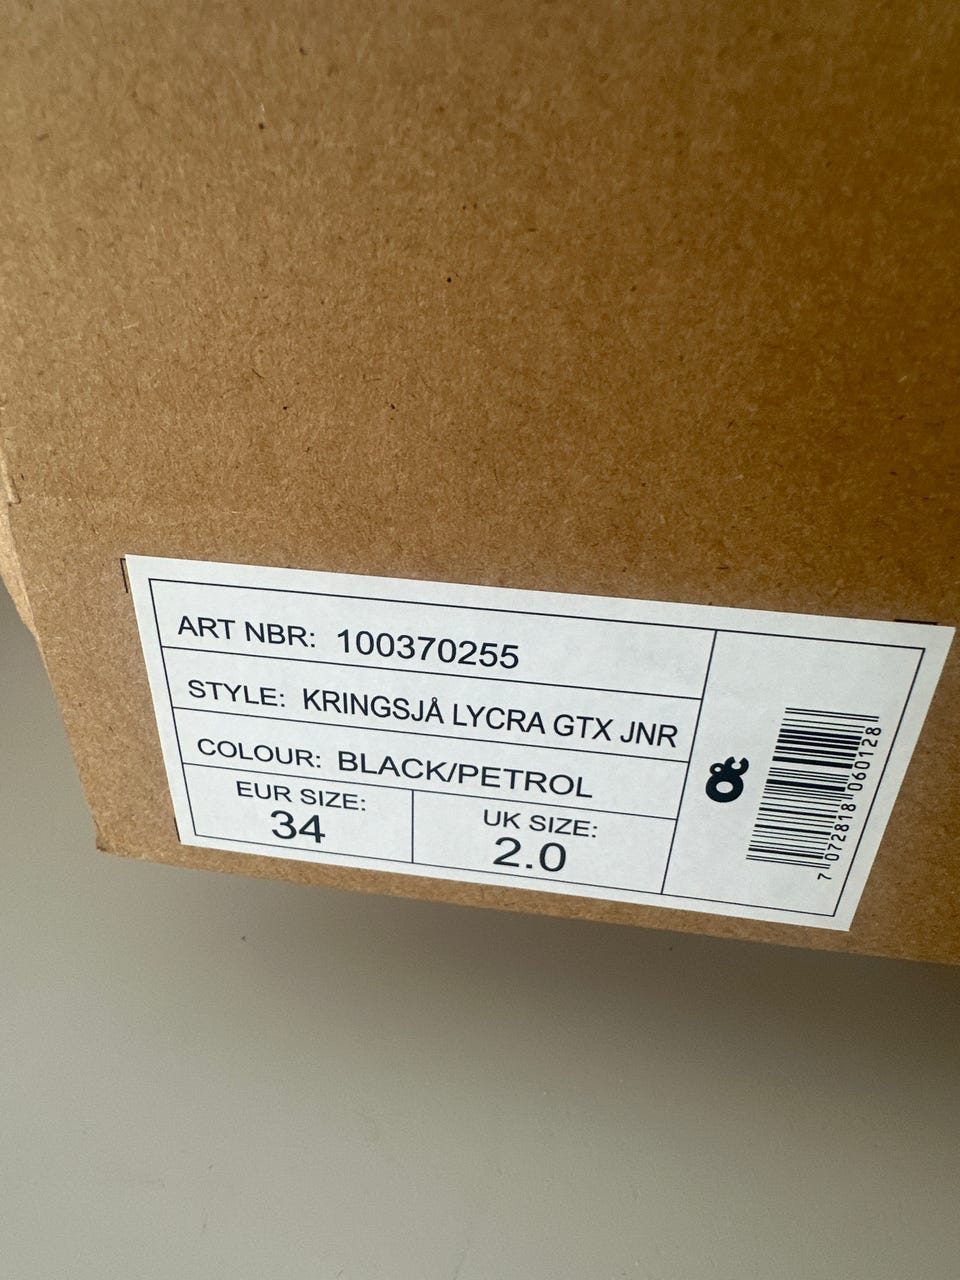 ART NBR: 100370255
STYLE: KRINGSJÅ LYCRA GTX JNR
COLOUR: BLACK/PETROL
EUR SIZE:
34
UK SIZE:
2.0
7 072818 060128